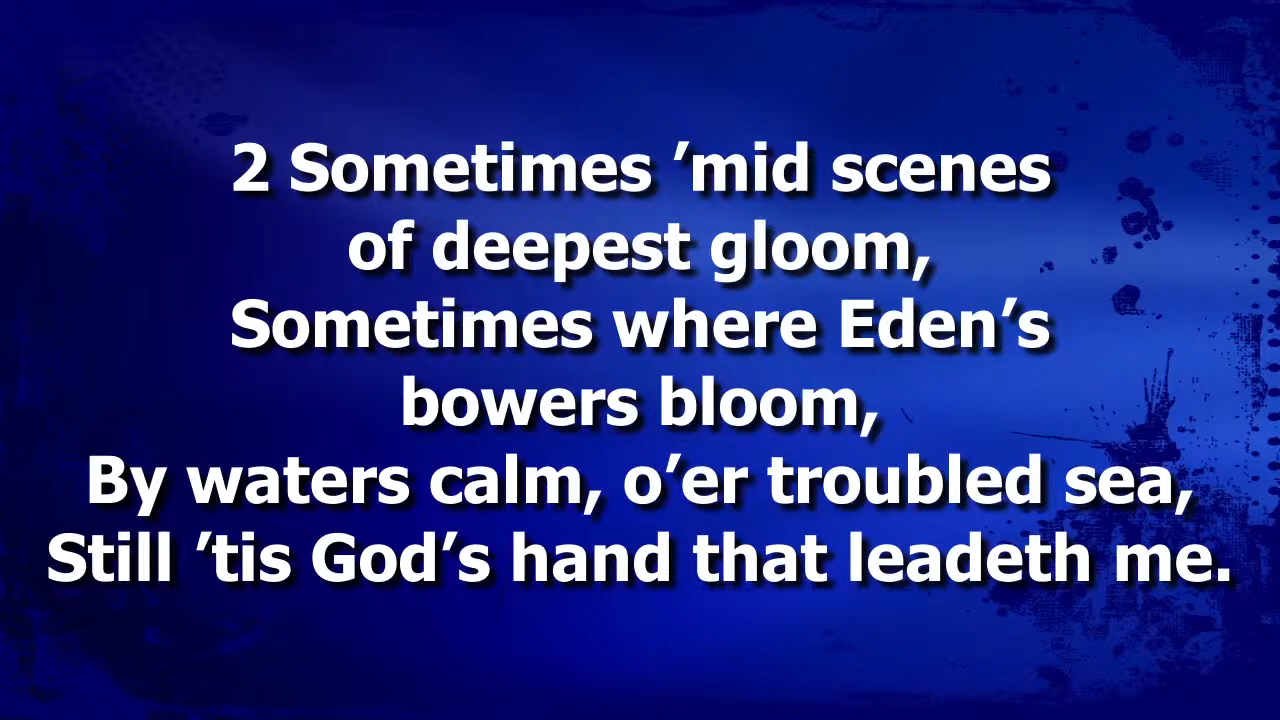 2 Sometimes ’mid scenes
of deepest gloom,
Sometimes where Eden’s
bowers bloom,
By waters calm, o’er troubled sea,
Still ’tis God’s hand that leadeth me.